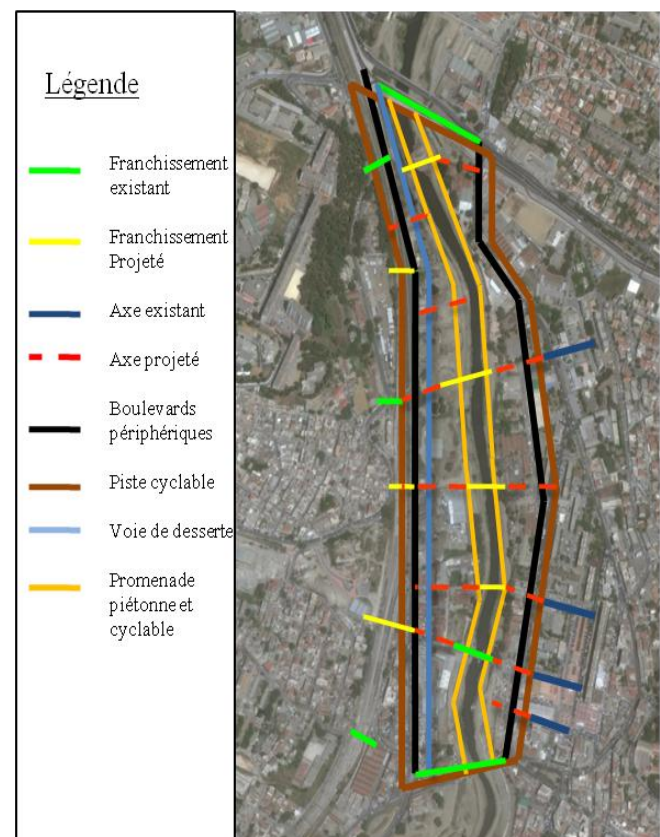 Légende
Franchissement
existant
Franchissement
Projeté
Axe existant
Axe projeté
Boulevards
périphériques
Piste cyclable
Voie de desserte
Promenade
piétonne et
cyclable